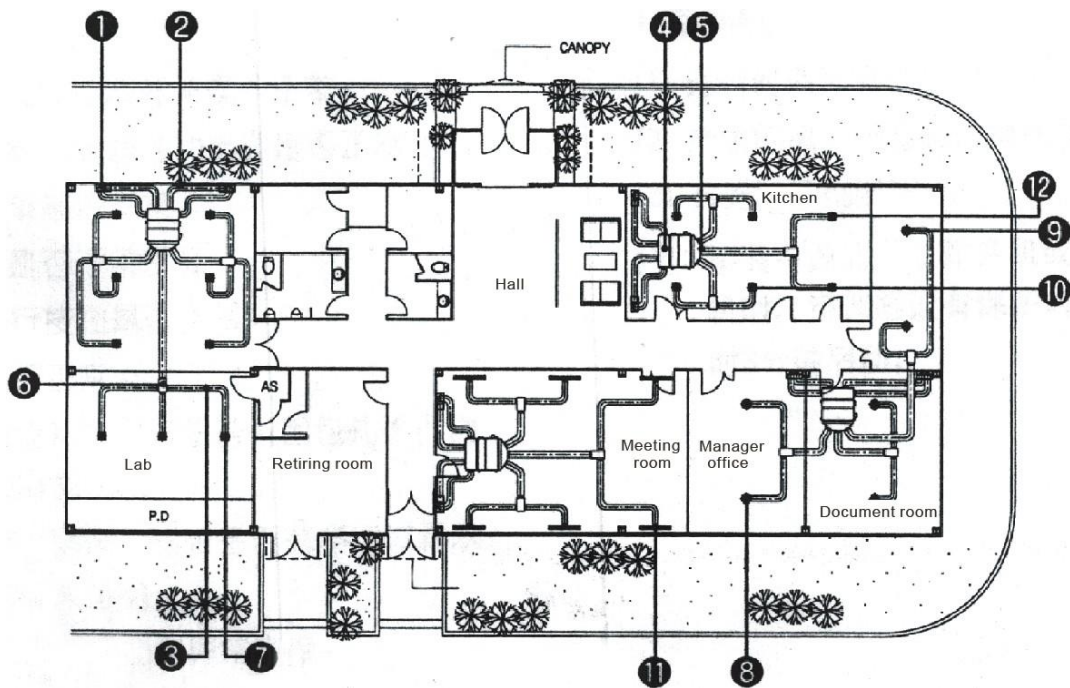 1
2
4
5
CANOPY
Kitchen
12
9
Hall
10
6
AS
Lab
Retiring room
Meeting
room
Manager
office
P.D
Document room
3
7
11
8